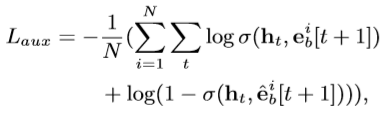 L_{aux} = -\frac{1}{N}(\sum_{i=1}^{N} \sum_{t} \log \sigma(\mathbf{h}_t, \mathbf{e}_b^i[t+1])
+ \log(1 - \sigma(\mathbf{h}_t, \hat{\mathbf{e}}_b^i[t+1]))),